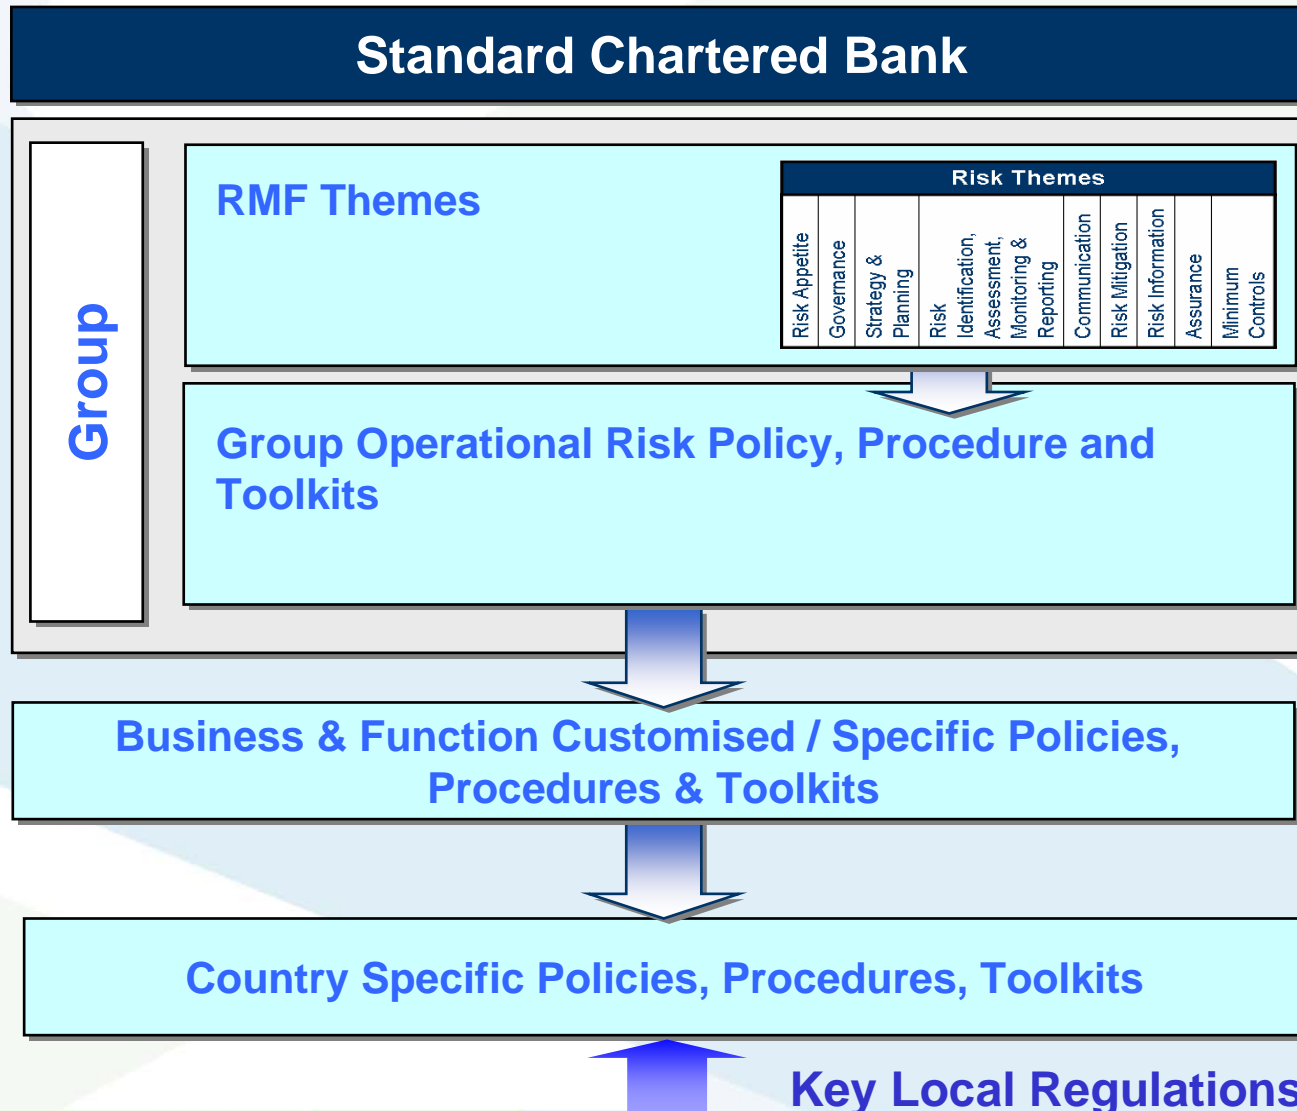 Standard Chartered Bank
Group
RMF Themes
Risk Themes
Risk Appetite
Governance
Strategy &
Planning
Risk
Identification,
Assessment,
Monitoring &
Reporting
Communication
Risk Mitigation
Risk Information
Assurance
Minimum
Controls
Group Operational Risk Policy, Procedure and
Toolkits
Business & Function Customised / Specific Policies,
Procedures & Toolkits
Country Specific Policies, Procedures, Toolkits
Key Local Regulations